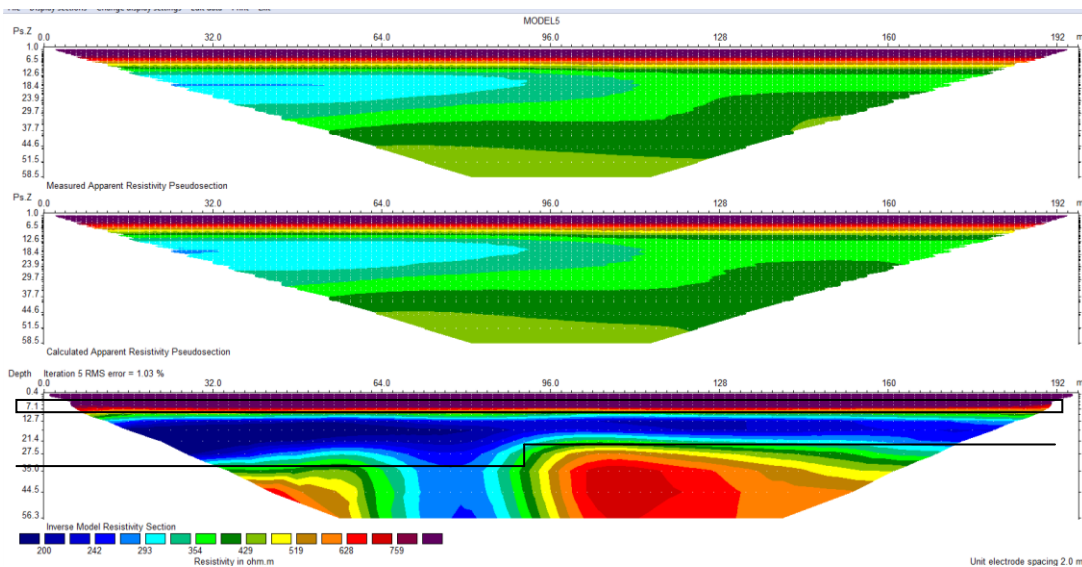 MODEL5
Ps.Z 0.0 32.0 64.0 96.0 128 160 192 m
1.0
6.5
12.6
18.4
23.9
29.7
37.7
44.6
51.5
58.5
Measured Apparent Resistivity Pseudosection
Ps.Z 0.0 32.0 64.0 96.0 128 160 192 m
1.0
6.5
12.6
18.4
23.9
29.7
37.7
44.6
51.5
58.5
Calculated Apparent Resistivity Pseudosection
Depth Iteration 5 RMS error = 1.03 %
0.0 32.0 64.0 96.0 128 160 192 m
0.4
7.1
12.7
21.4
27.5
35.0
44.5
56.3
Inverse Model Resistivity Section
200 242 293 354 429 519 628 759
Resistivity in ohm.m
Unit electrode spacing 2.0 m